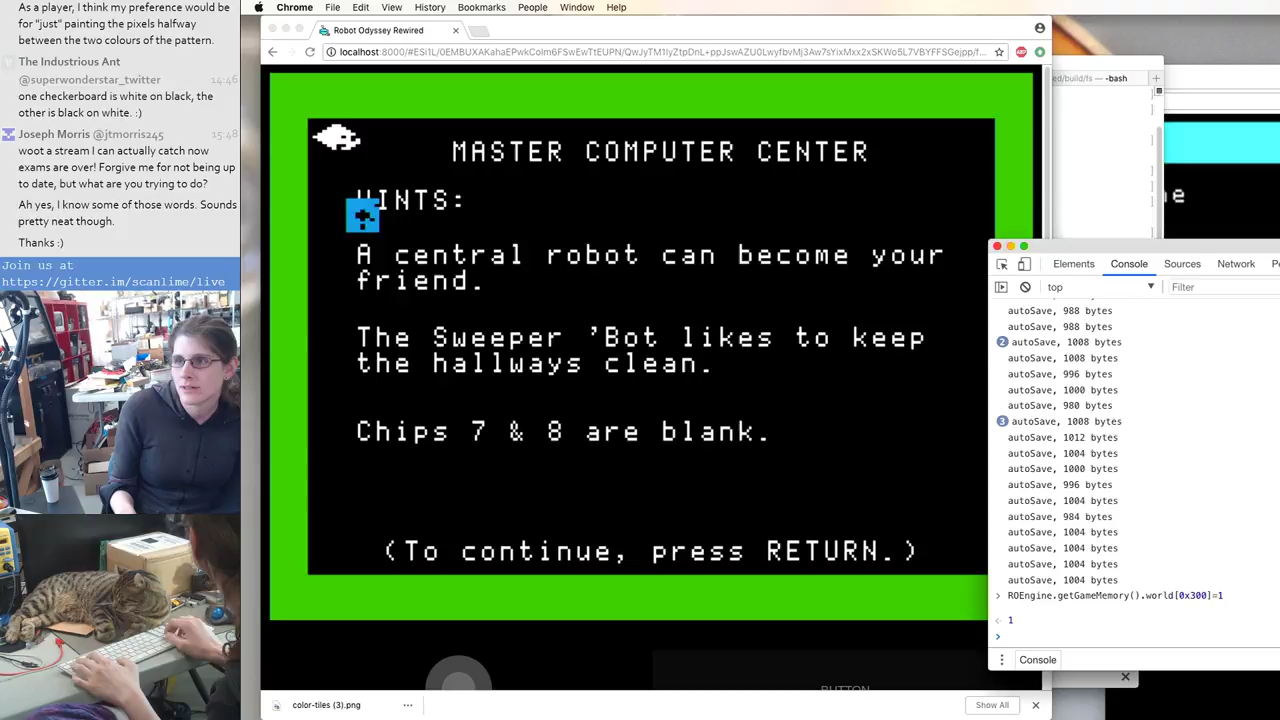 As a player, I think my preference would be
for "just" painting the pixels halfway
between the two colours of the pattern.
The Industrious Ant
@superwonderstar_twitter 14:46
one checkerboard is white on black, the
other is black on white. :)
Joseph Morris @jtmorris245 15:48
woot a stream I can actually catch now
exams are over! Forgive me for not being up
to date, but what are you trying to do?
Ah yes, I know some of those words. Sounds
pretty neat though.
Thanks :)
Join us at
https://gitter.im/scanlime/live
Chrome File Edit View History Bookmarks People Window Help
Robot Odyssey Rewired
MASTER COMPUTER CENTER
HINTS:
A central robot can become your
friend.
The Sweeper 'Bot likes to keep
the hallways clean.
Chips 7 & 8 are blank.
(To continue, press RETURN.)
BUTTON
color-tiles (3).png
Show All
ed/build/fs — -bash
e
Elements Console Sources Network Pe
top Filter
autoSave, 988 bytes
autoSave, 988 bytes
2 autoSave, 1008 bytes
autoSave, 1008 bytes
autoSave, 996 bytes
autoSave, 1000 bytes
autoSave, 980 bytes
3 autoSave, 1008 bytes
autoSave, 1012 bytes
autoSave, 1004 bytes
autoSave, 1000 bytes
autoSave, 996 bytes
autoSave, 1004 bytes
autoSave, 984 bytes
autoSave, 1004 bytes
autoSave, 1004 bytes
autoSave, 1004 bytes
autoSave, 1004 bytes
> ROEngine.getGameMemory().world[0x300]=1
1
>
Console